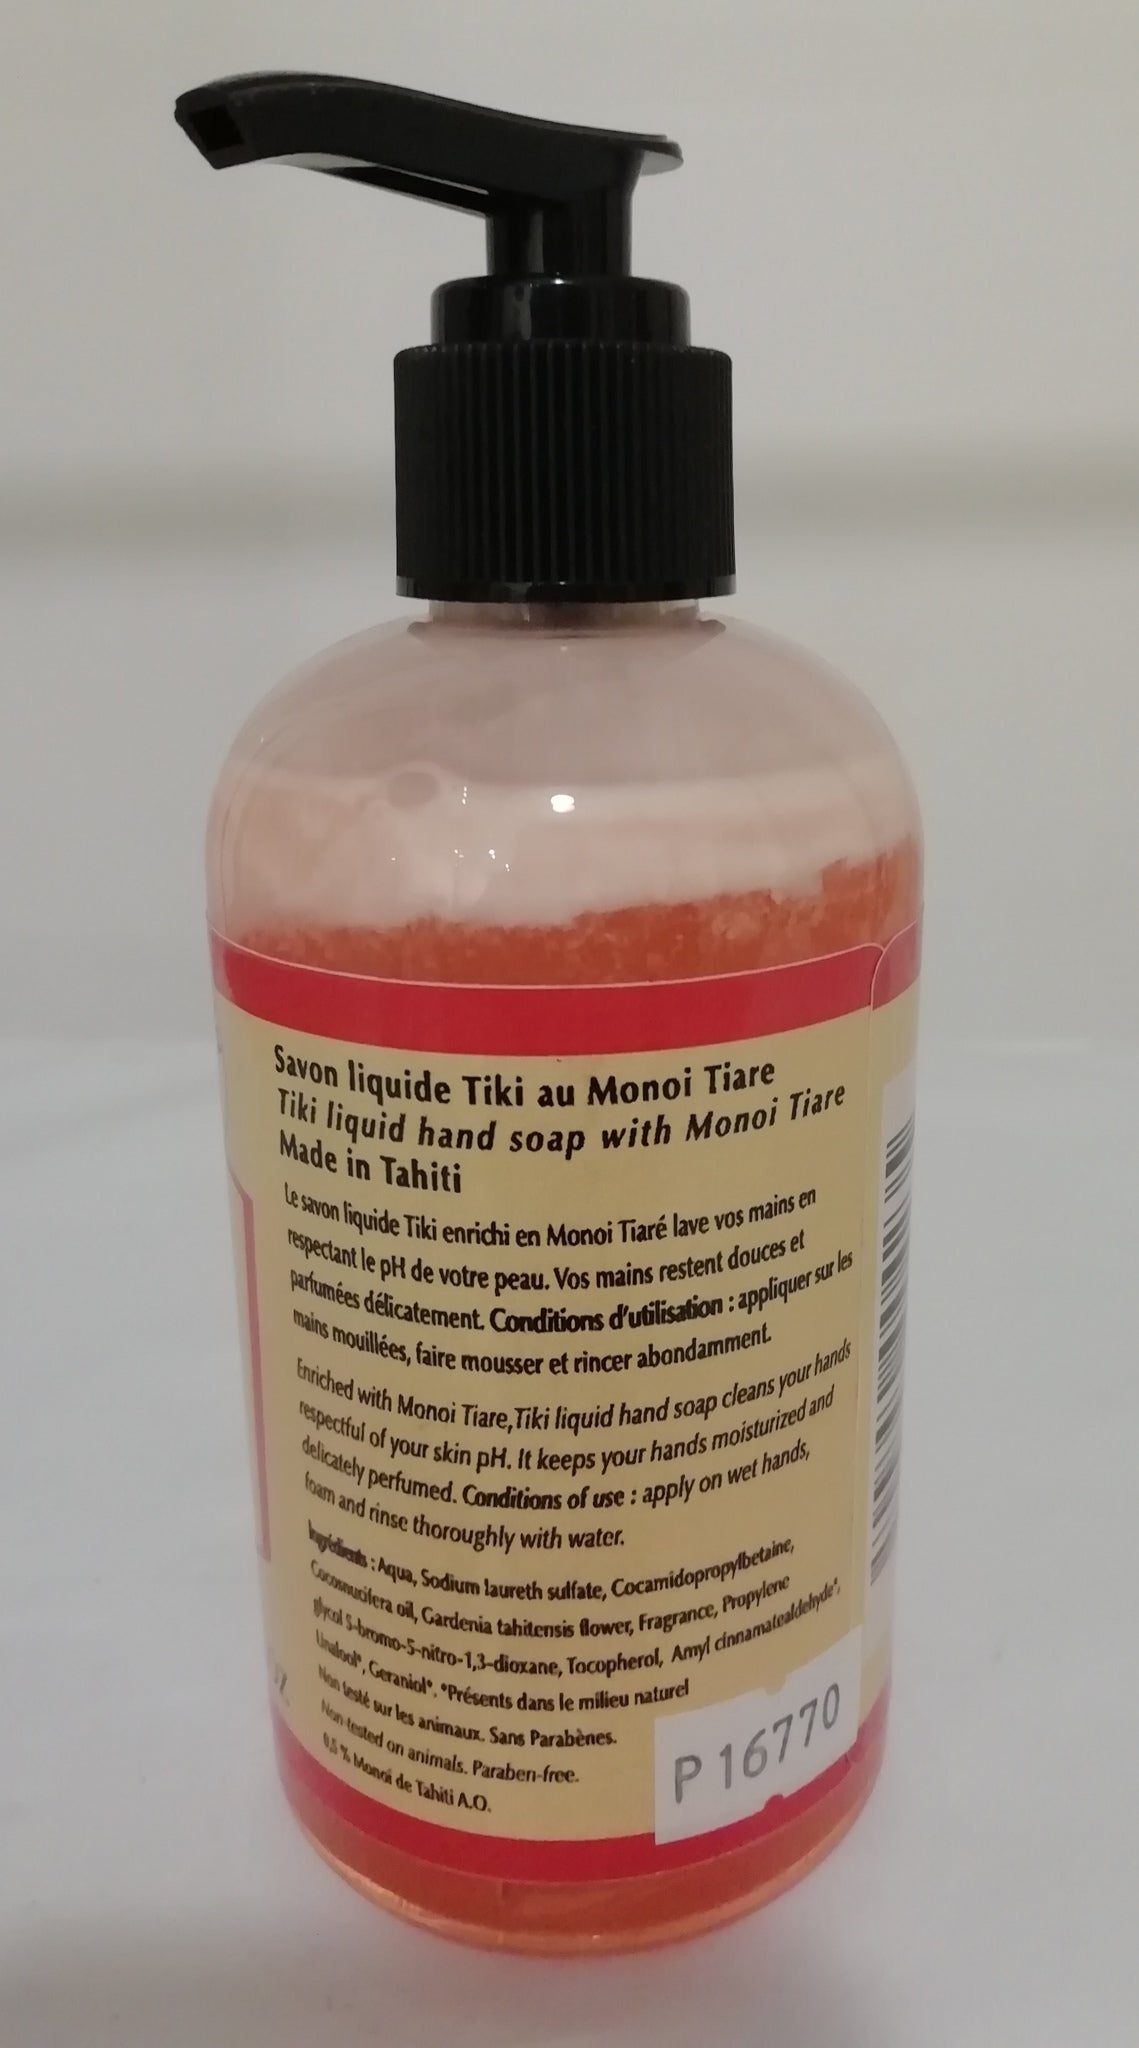 Savon liquide Tiki au Monoi Tiare
Tiki liquid hand soap with Monoi Tiare
Made in Tahiti
Le savon liquide Tiki enrichi en Monoi Tiaré lave vos mains en
respectant le pH de votre peau. Vos mains restent douces et
parfumées délicatement. Conditions d'utilisation : appliquer sur les
mains mouillées, faire mousser et rincer abondamment.
Enriched with Monoi Tiare, Tiki liquid hand soap cleans your hands
respectful of your skin pH. It keeps your hands moisturized and
delicately perfumed. Conditions of use : apply on wet hands,
foam and rinse thoroughly with water.
Ingrédients : Aqua, Sodium laureth sulfate, Cocamidopropylbetaine,
Cocosnucifera oil, Gardenia tahitensis flower, Fragrance, Propylene
glycol 5-bromo-5-nitro-1,3-dioxane, Tocopherol, Amyl cinnamatealdehyde*,
Linalool*, Geraniol*. *Présents dans le milieu naturel
Non testé sur les animaux. Sans Parabènes.
Non-tested on animals. Paraben-free.
0,5 % Monoi de Tahiti A.O.
P 16770
oz.